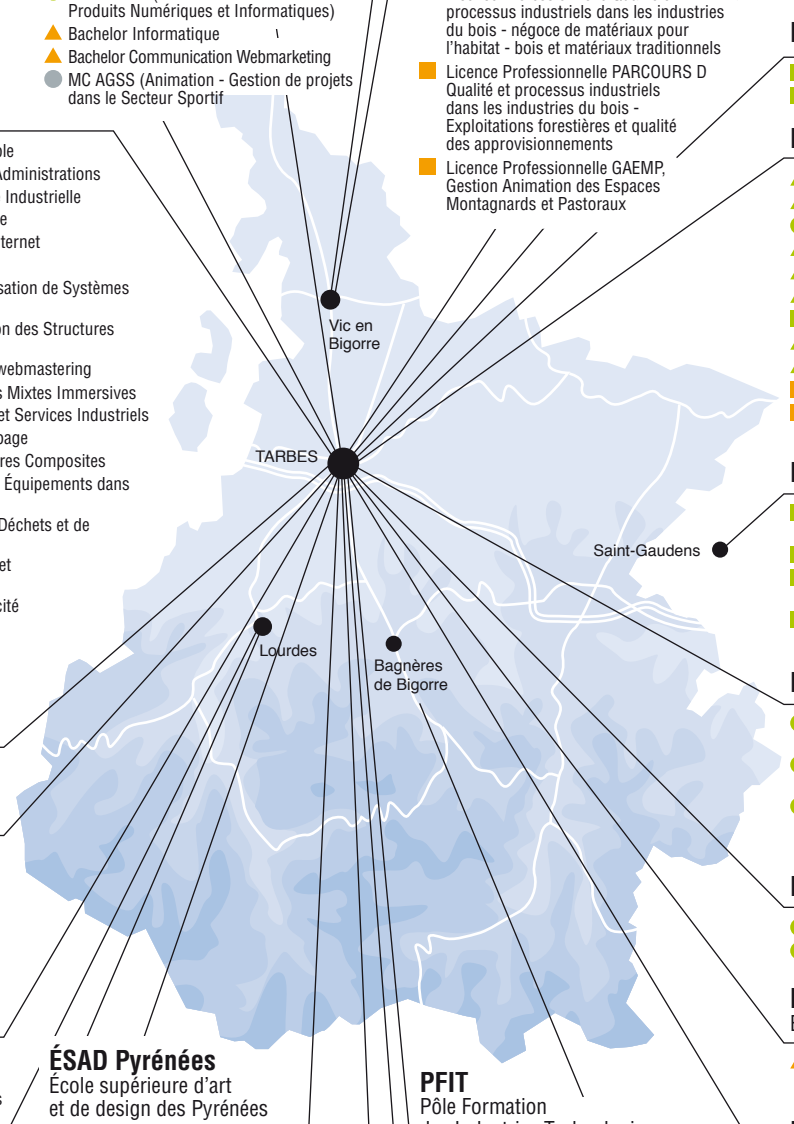 Produits Numériques et Informatiques)
Bachelor Informatique
Bachelor Communication Webmarketing
MC AGSS (Animation - Gestion de projets
dans le Secteur Sportif
processus industriels dans les industries
du bois - négoce de matériaux pour
l'habitat - bois et matériaux traditionnels
Licence Professionnelle PARCOURS D
Qualité et processus industriels
dans les industries du bois -
Exploitations forestières et qualité
des approvisionnements
Licence Professionnelle GAEMP,
Gestion Animation des Espaces
Montagnards et Pastoraux
Administrations
Industrielle
sation de Systèmes
on des Structures
webmastering
s Mixtes Immersives
et Services Industriels
page
res Composites
Équipements dans
Déchets et de
et
cité
Vic en
Bigorre
TARBES
Saint-Gaudens
Lourdes
Bagnères
de Bigorre
ÉSAD Pyrénées
École supérieure d'art
et de design des Pyrénées
PFIT
Pôle Formation